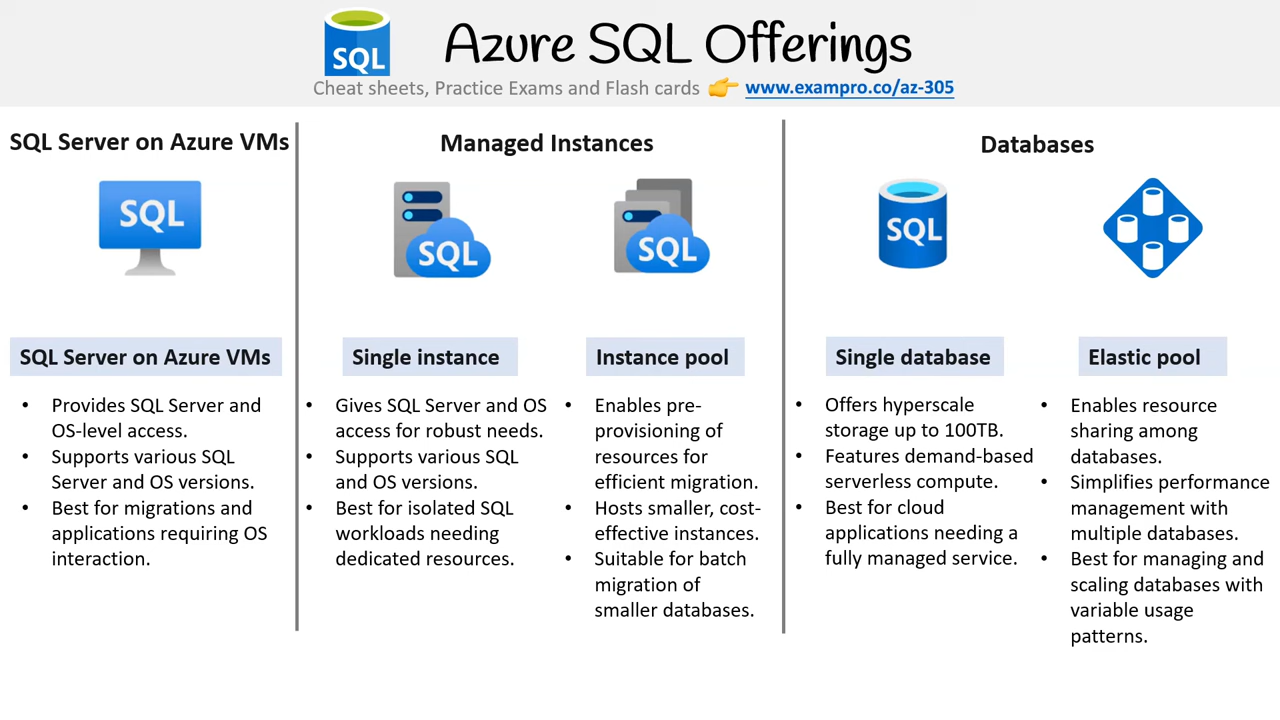 SQL
Azure SQL Offerings
Cheat sheets, Practice Exams and Flash cards 👉 www.exampro.co/az-305
SQL Server on Azure VMs
SQL
SQL Server on Azure VMs
• Provides SQL Server and
OS-level access.
• Supports various SQL
Server and OS versions.
• Best for migrations and
applications requiring OS
interaction.
Managed Instances
SQL
Single instance
• Gives SQL Server and OS
access for robust needs.
• Supports various SQL
and OS versions.
• Best for isolated SQL
workloads needing
dedicated resources.
SQL
Instance pool
• Enables pre-
provisioning of
resources for
efficient migration.
• Hosts smaller, cost-
effective instances.
• Suitable for batch
migration of
smaller databases.
Databases
SQL
Single database
• Offers hyperscale
storage up to 100TB.
• Features demand-based
serverless compute.
• Best for cloud
applications needing a
fully managed service.
Elastic pool
• Enables resource
sharing among
databases.
• Simplifies performance
management with
multiple databases.
• Best for managing and
scaling databases with
variable usage
patterns.